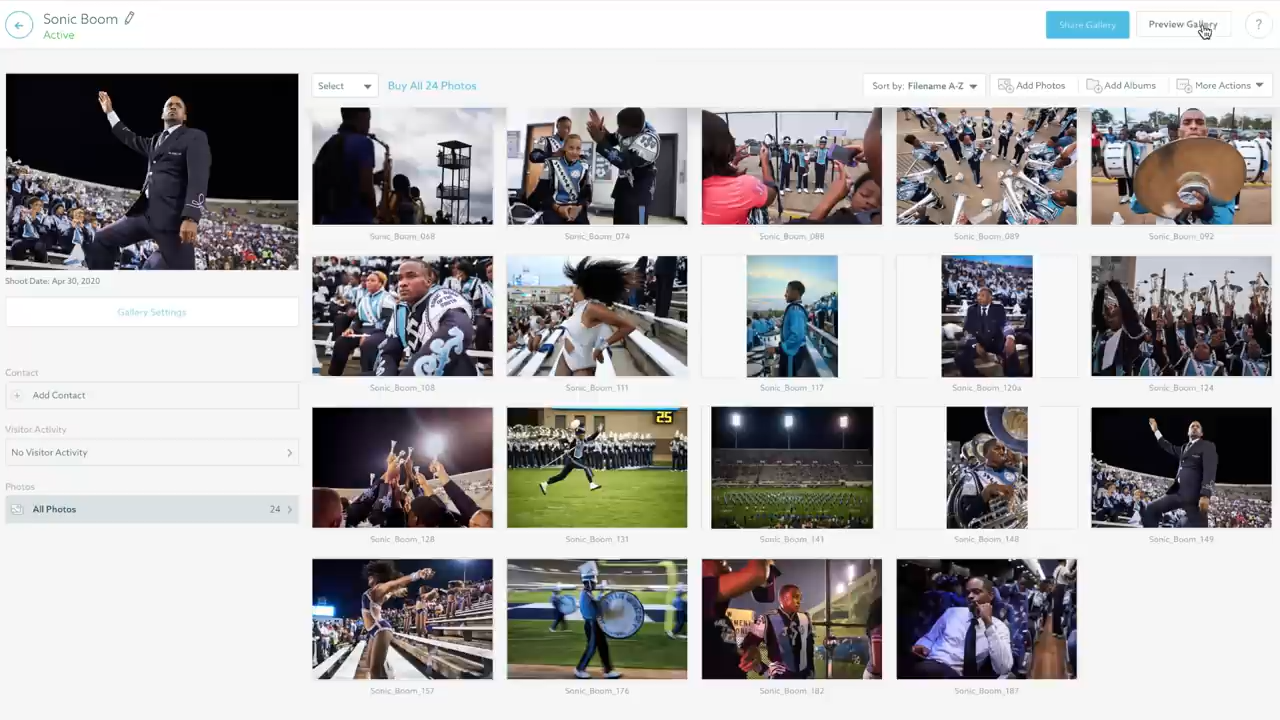 Sonic Boom
Active
Share Gallery
Preview Gallery
?
Select
Buy All 24 Photos
Sort by: Filename A-Z
Add Photos
Add Albums
More Actions
Shoot Date: Apr 30, 2020
Gallery Settings
Contact
+ Add Contact
Visitor Activity
No Visitor Activity
Photos
All Photos 24
Sonic_Boom_068
Sonic_Boom_074
Sonic_Boom_088
Sonic_Boom_089
Sonic_Boom_092
Sonic_Boom_108
Sonic_Boom_111
Sonic_Boom_117
Sonic_Boom_120a
Sonic_Boom_124
25
Sonic_Boom_128
Sonic_Boom_131
Sonic_Boom_141
Sonic_Boom_148
Sonic_Boom_149
Sonic_Boom_157
Sonic_Boom_176
Sonic_Boom_182
Sonic_Boom_187